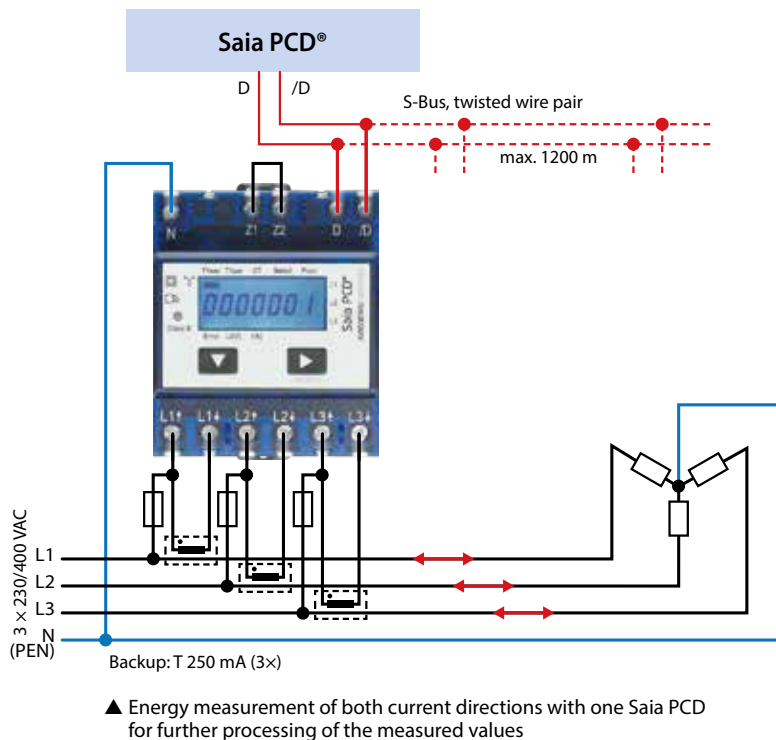 Saia PCD®
D /D
S-Bus, twisted wire pair
max. 1200 m
N Z1 Z2 D /D
0000001
Saia PCD®
L1↑ L1↓ L2↑ L2↓ L3↑ L3↓
3 × 230/400 VAC
L1
L2
L3
N
(PEN)
Backup: T 250 mA (3×)
▲ Energy measurement of both current directions with one Saia PCD
for further processing of the measured values